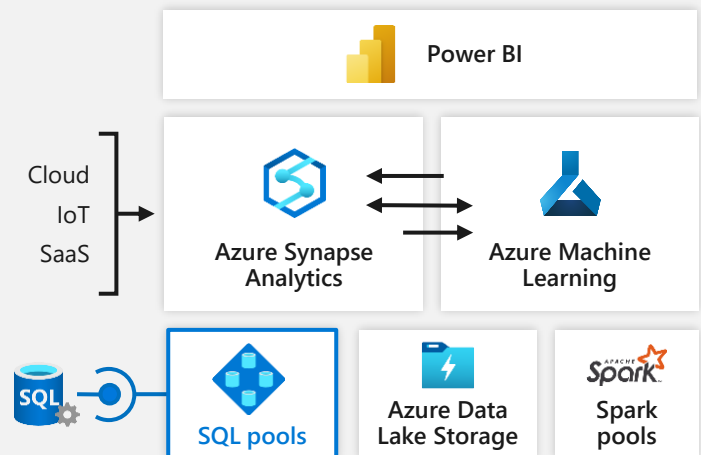 Power BI
Cloud
IoT
SaaS
Azure Synapse
Analytics
Azure Machine
Learning
SQL
SQL pools
Azure Data
Lake Storage
APACHE
Spark
Spark
pools